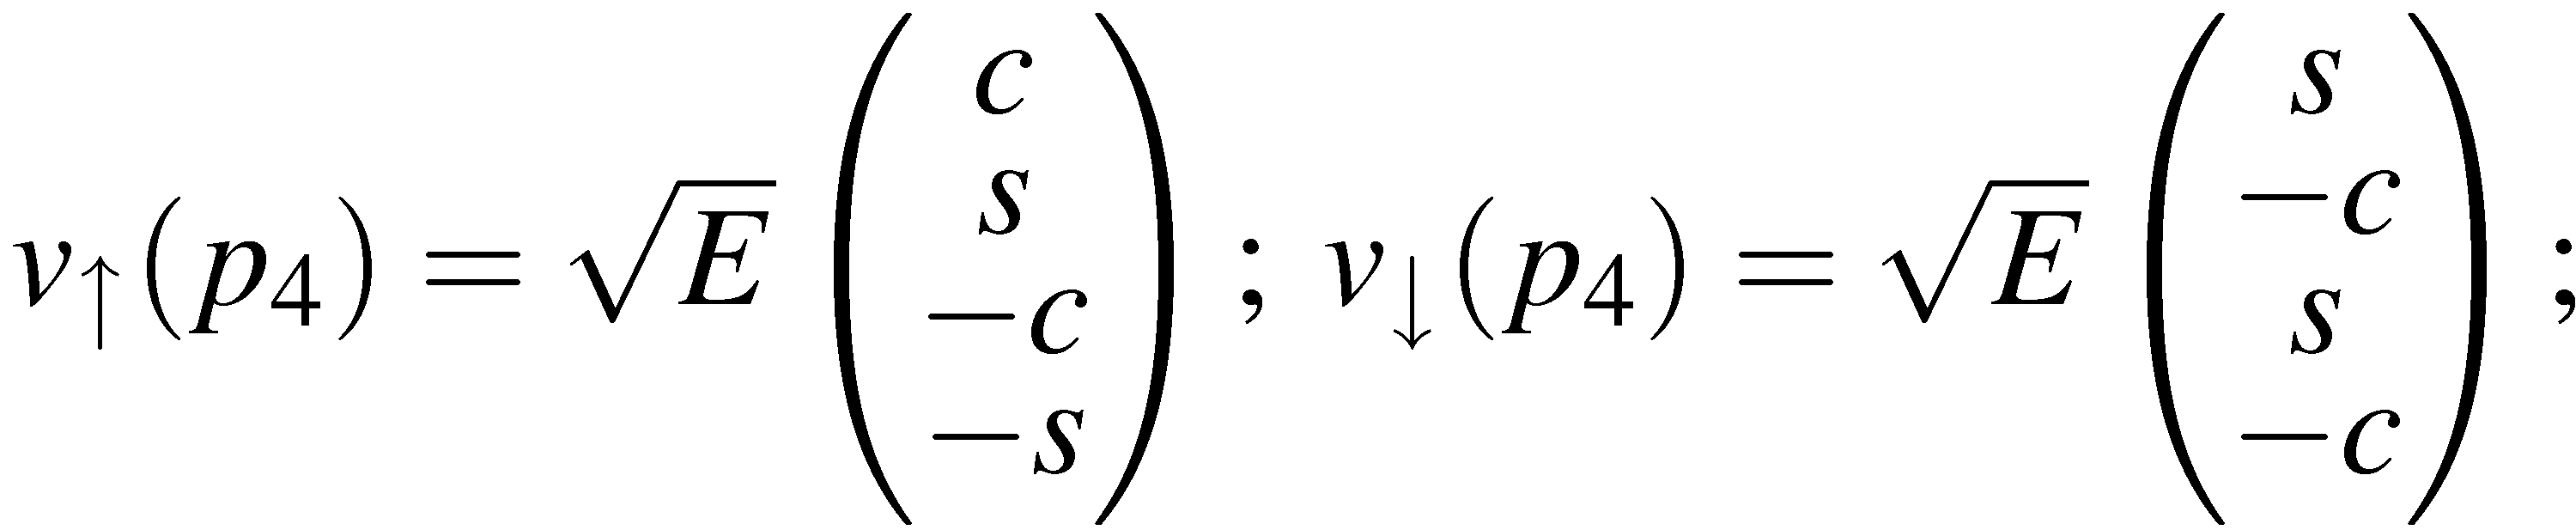 v↑(p₄) = √E (c s −c −s) ; v↓(p₄) = √E (s −c s −c) ;